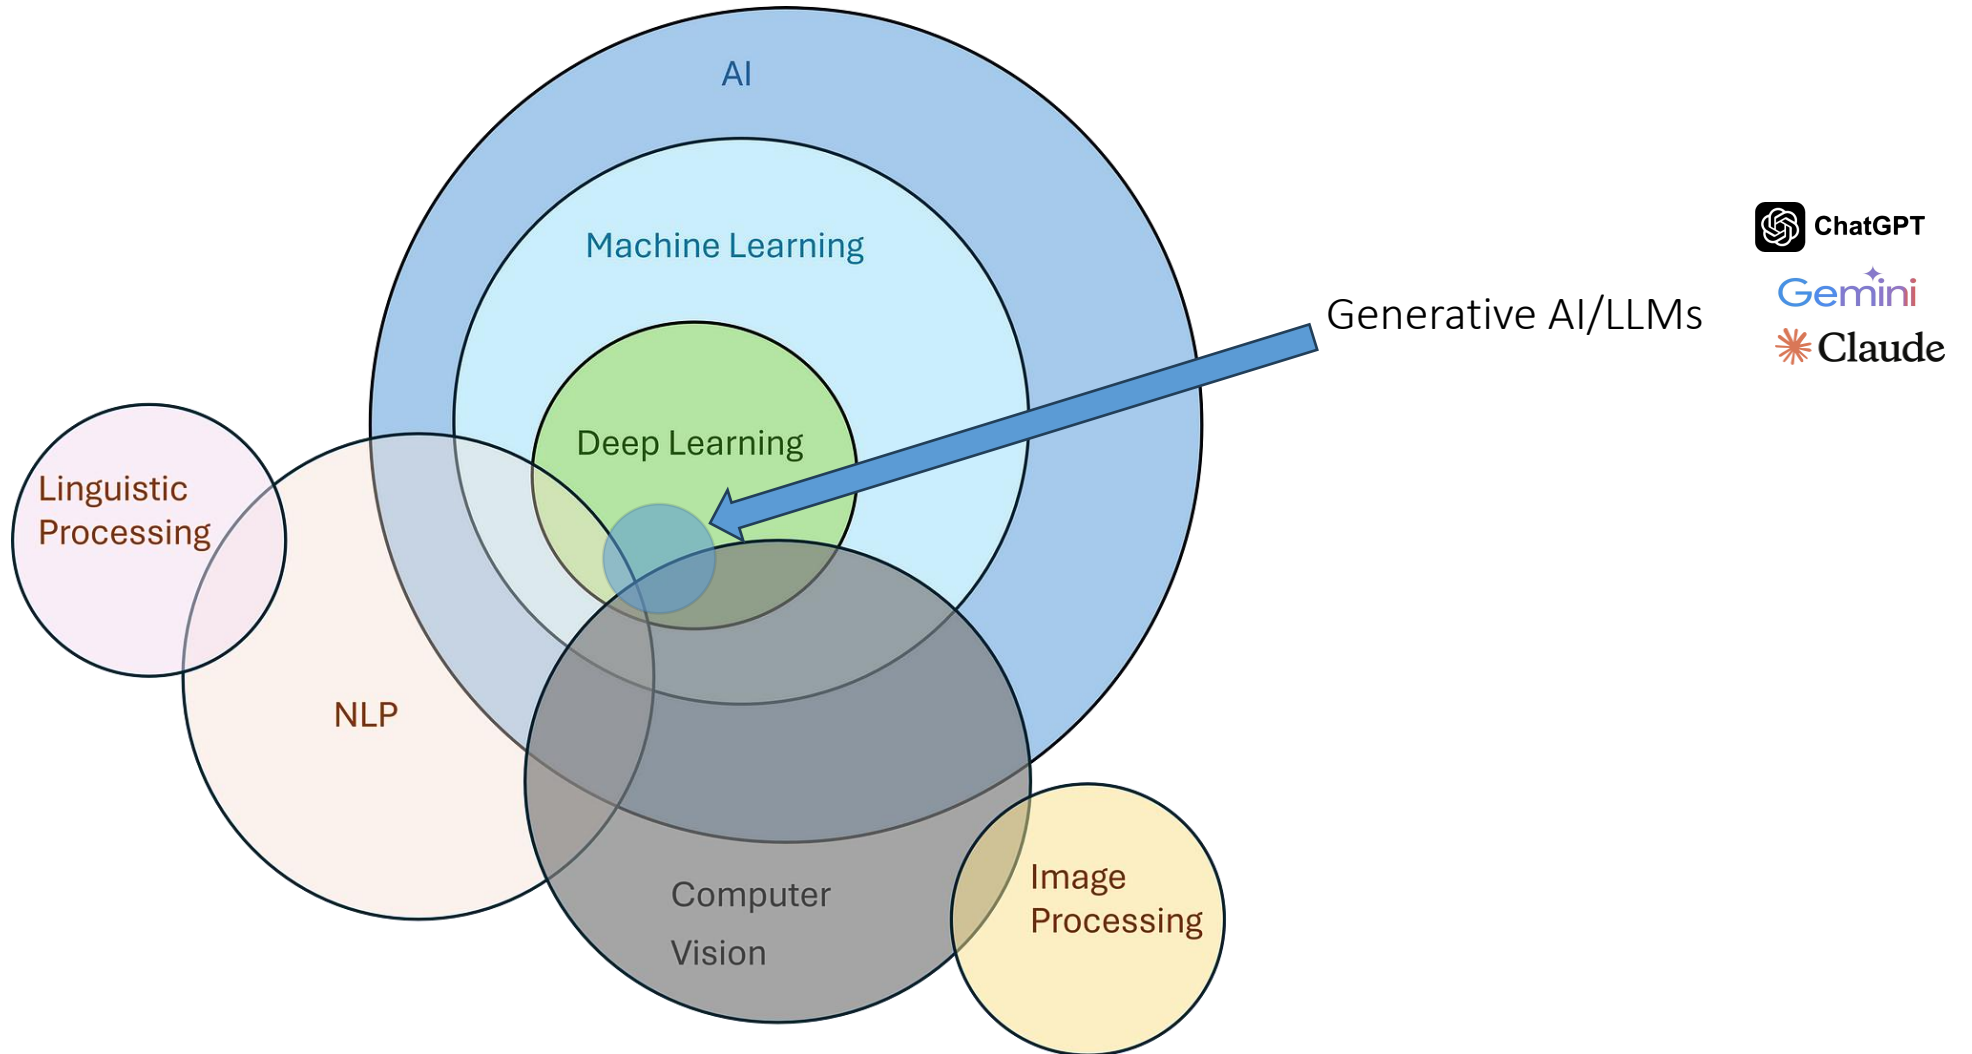 AI
Machine Learning
ChatGPT
Gemini
Generative AI/LLMs
Claude
Deep Learning
Linguistic
Processing
NLP
Computer
Vision
Image
Processing